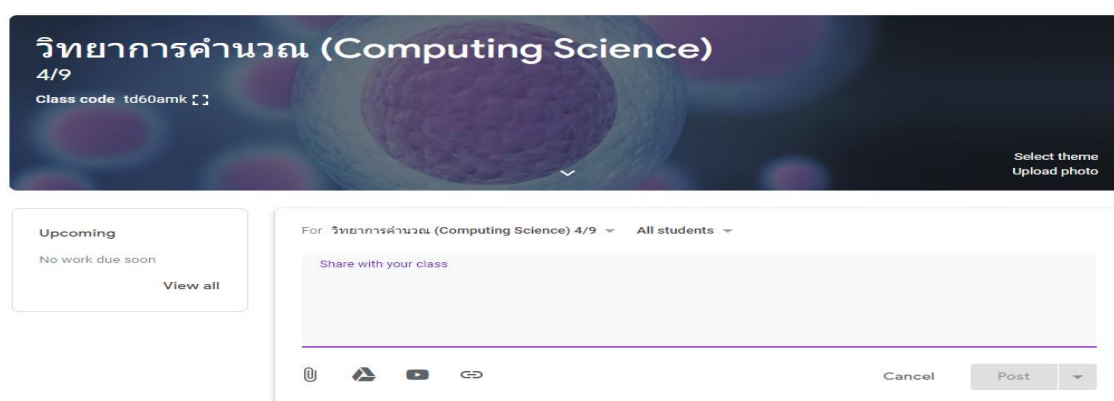 วิทยาการคำนวณ (Computing Science)
4/9
Class code td60amk
Select theme
Upload photo
Upcoming
No work due soon
View all
For วิทยาการคำนวณ (Computing Science) 4/9 All students
Share with your class
Cancel Post